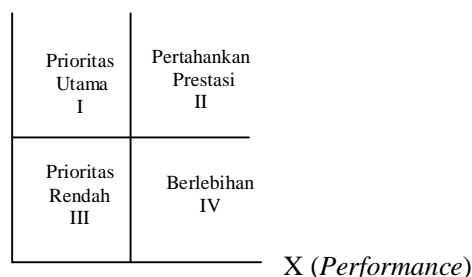 Prioritas
Utama
I
Pertahankan
Prestasi
II
Prioritas
Rendah
III
Berlebihan
IV
X (Performance)